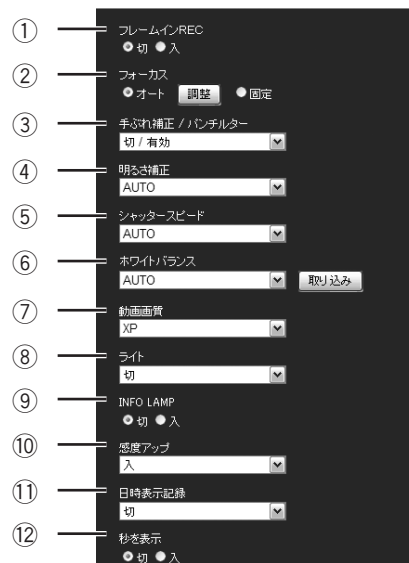 ① フレームインREC
切 入
② フォーカス
オート 調整 固定
③ 手ぶれ補正 / パンチルター
切 / 有効
④ 明るさ補正
AUTO
⑤ シャッタースピード
AUTO
⑥ ホワイトバランス
AUTO 取り込み
⑦ 動画画質
XP
⑧ ライト
切
⑨ INFO LAMP
切 入
⑩ 感度アップ
入
⑪ 日時表示記録
切
⑫ 秒を表示
切 入